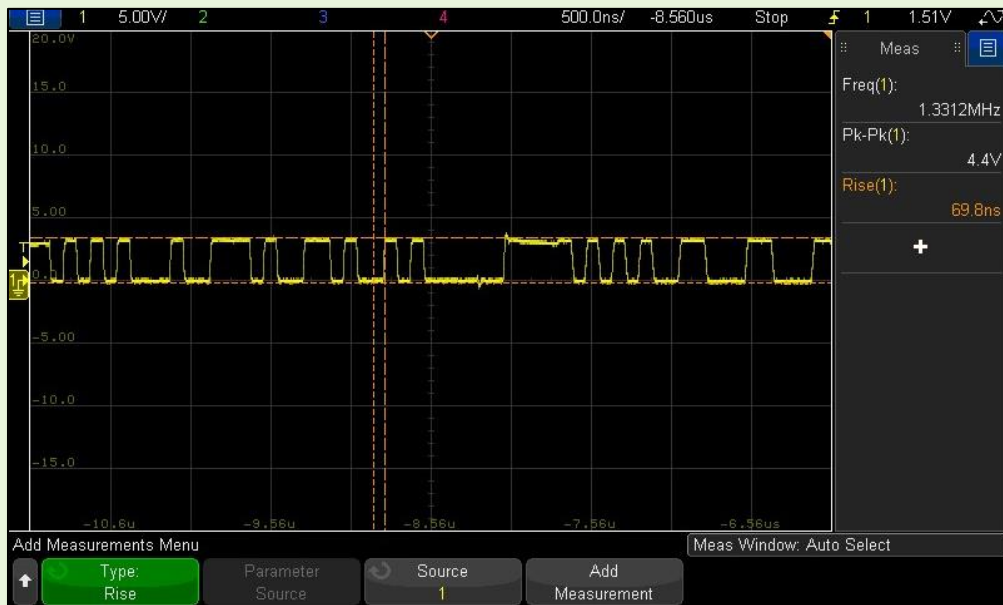 1 5.00V/ 2 3 4 500.0ns/ -8.560us Stop 1 1.51V
20.0V
15.0
10.0
5.00
T
1 0.0
-5.00
-10.0
-15.0
-10.6u -9.56u -8.56u -7.56u -6.56us
Meas
Freq(1):
1.3312MHz
Pk-Pk(1):
4.4V
Rise(1):
69.8ns
+
Add Measurements Menu
Meas Window: Auto Select
Type:
Rise
Parameter
Source
Source
1
Add
Measurement